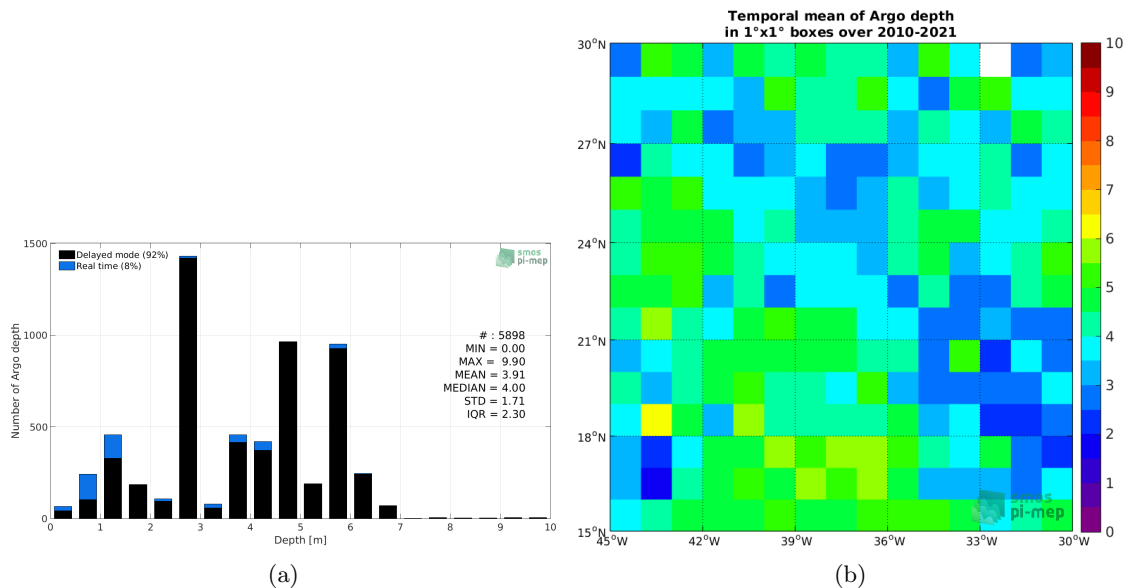 Delayed mode (92%)
Real time (8%)
smos
pi-mep
# : 5898
MIN = 0.00
MAX = 9.90
MEAN = 3.91
MEDIAN = 4.00
STD = 1.71
IQR = 2.30
Number of Argo depth
1500
1000
500
0
0 1 2 3 4 5 6 7 8 9 10
Depth [m]
(a)
Temporal mean of Argo depth
in 1°x1° boxes over 2010-2021
30°N
27°N
24°N
21°N
18°N
15°N
45°W 42°W 39°W 36°W 33°W 30°W
smos
pi-mep
10
9
8
7
6
5
4
3
2
1
0
(b)